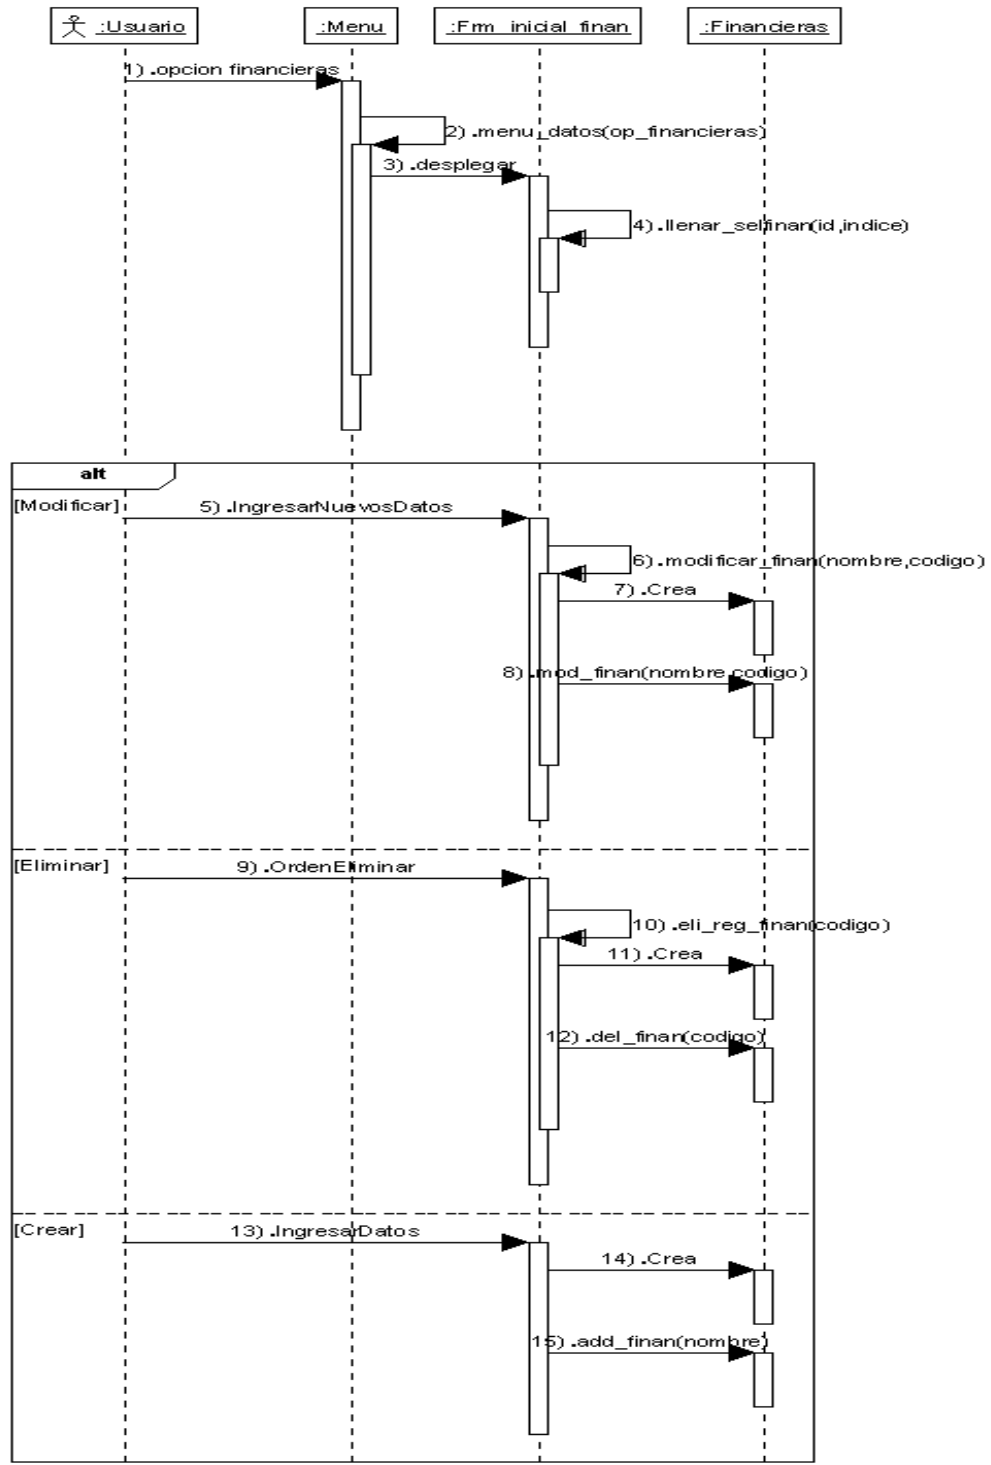 :Usuario
:Menu
:Frm_inicial_finan
:Financieras
1) .opcion financieras
2) .menu_datos(op_financieras)
3) .desplegar
4).llenar_selfinan(id,indice)
alt
[Modificar]
5) .IngresarNuevosDatos
6).modificar_finan(nombre,codigo)
7) .Crea
8) .mod_finan(nombre,codigo)
[Eliminar]
9) .OrdenEliminar
10) .eli_reg_finan(codigo)
11) .Crea
12) .del_finan(codigo)
[Crear]
13) .IngresarDatos
14) .Crea
15) .add_finan(nombre)